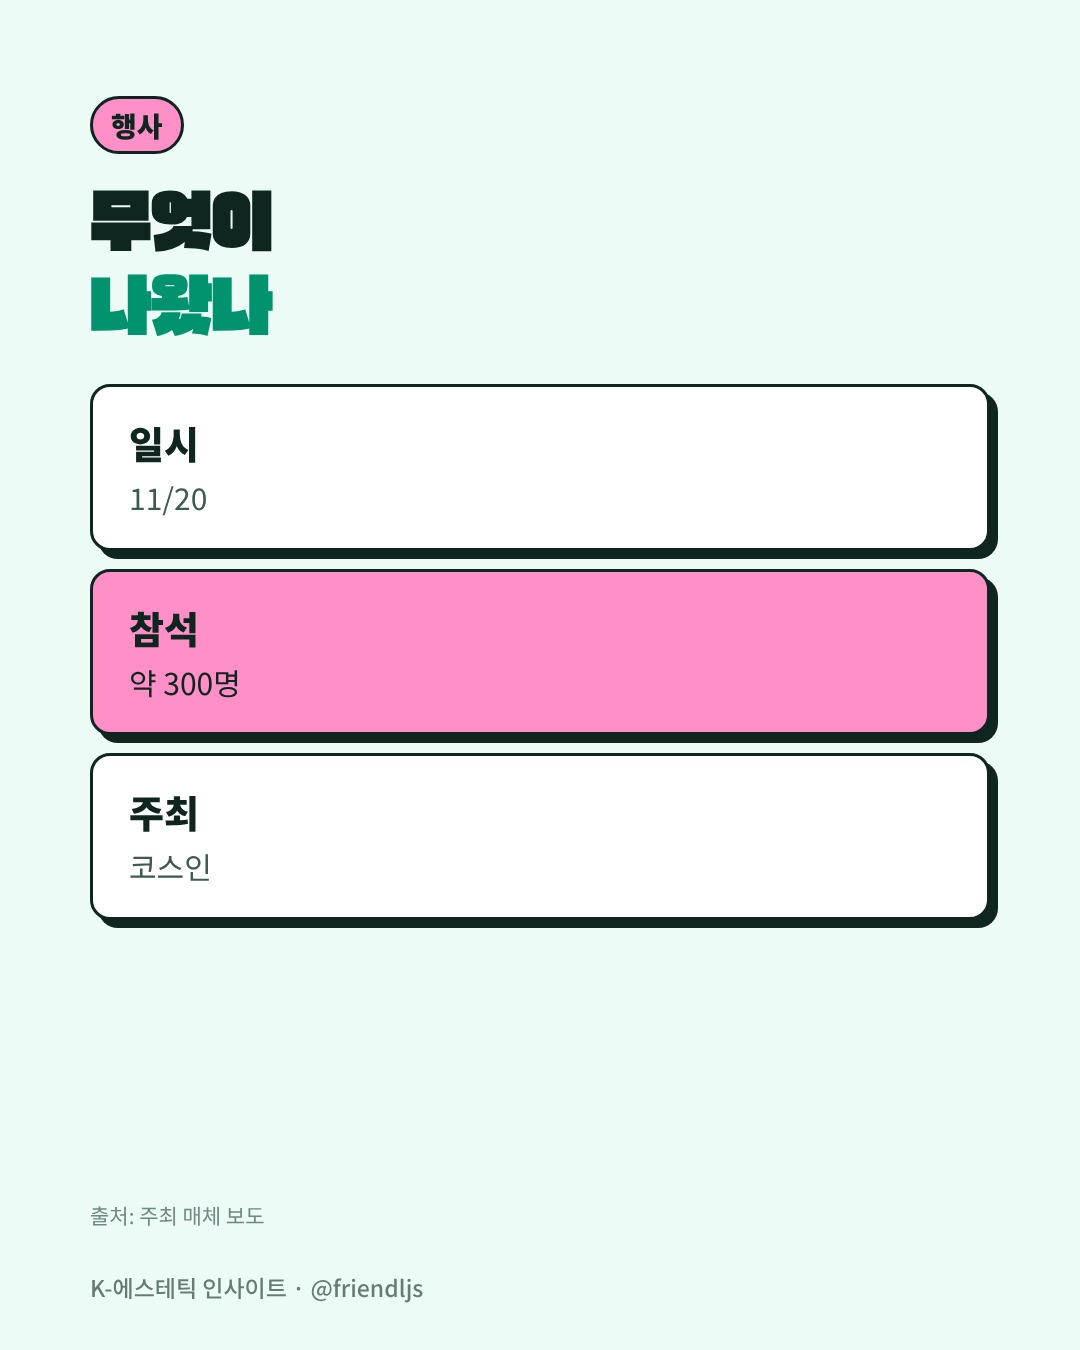 행사
무엇이
나왔나
일시
11/20
참석
약 300명
주최
코스인
출처: 주최 매체 보도
K-에스테틱 인사이트 · @friendljs